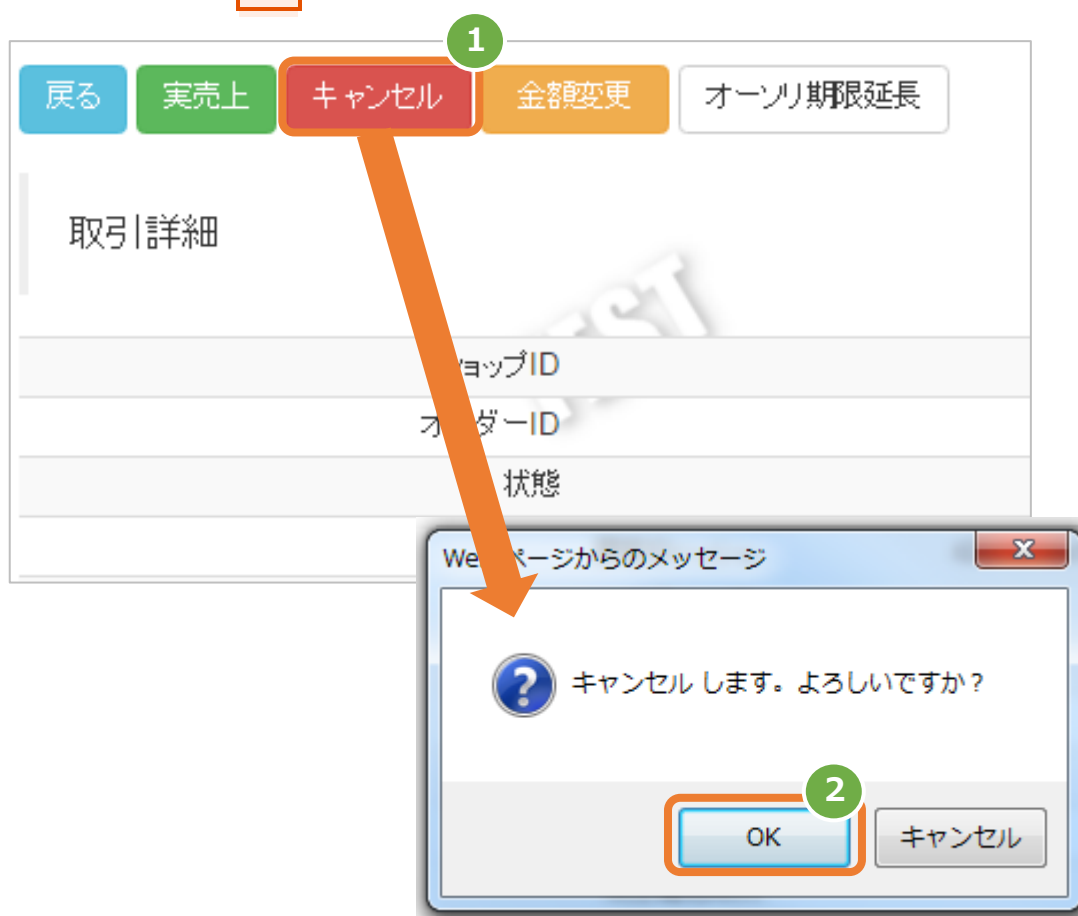 1
戻る 実売上 キャンセル 金額変更 オーソリ期限延長
取引詳細
TEST
ョップID
オ ダーID
状態
We ページからのメッセージ
キャンセル します。よろしいですか?
2
OK キャンセル